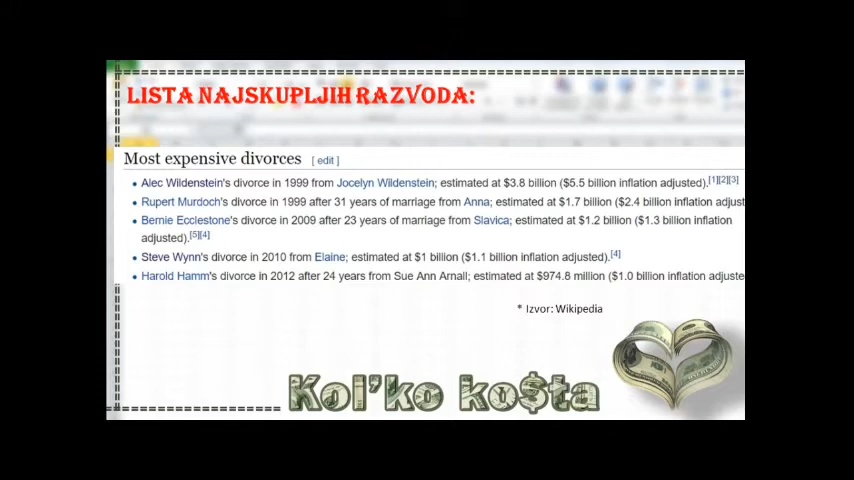 LISTA NAJSKUPLJIH RAZVODA:
Most expensive divorces [ edit ]
• Alec Wildenstein's divorce in 1999 from Jocelyn Wildenstein; estimated at $3.8 billion ($5.5 billion inflation adjusted).[1][2][3]
• Rupert Murdoch's divorce in 1999 after 31 years of marriage from Anna; estimated at $1.7 billion ($2.4 billion inflation adjust
• Bernie Ecclestone's divorce in 2009 after 23 years of marriage from Slavica; estimated at $1.2 billion ($1.3 billion inflation
adjusted).[5][4]
• Steve Wynn's divorce in 2010 from Elaine; estimated at $1 billion ($1.1 billion inflation adjusted).[4]
• Harold Hamm's divorce in 2012 after 24 years from Sue Ann Arnall; estimated at $974.8 million ($1.0 billion inflation adjuste
* Izvor: Wikipedia
Kol'ko ko$ta